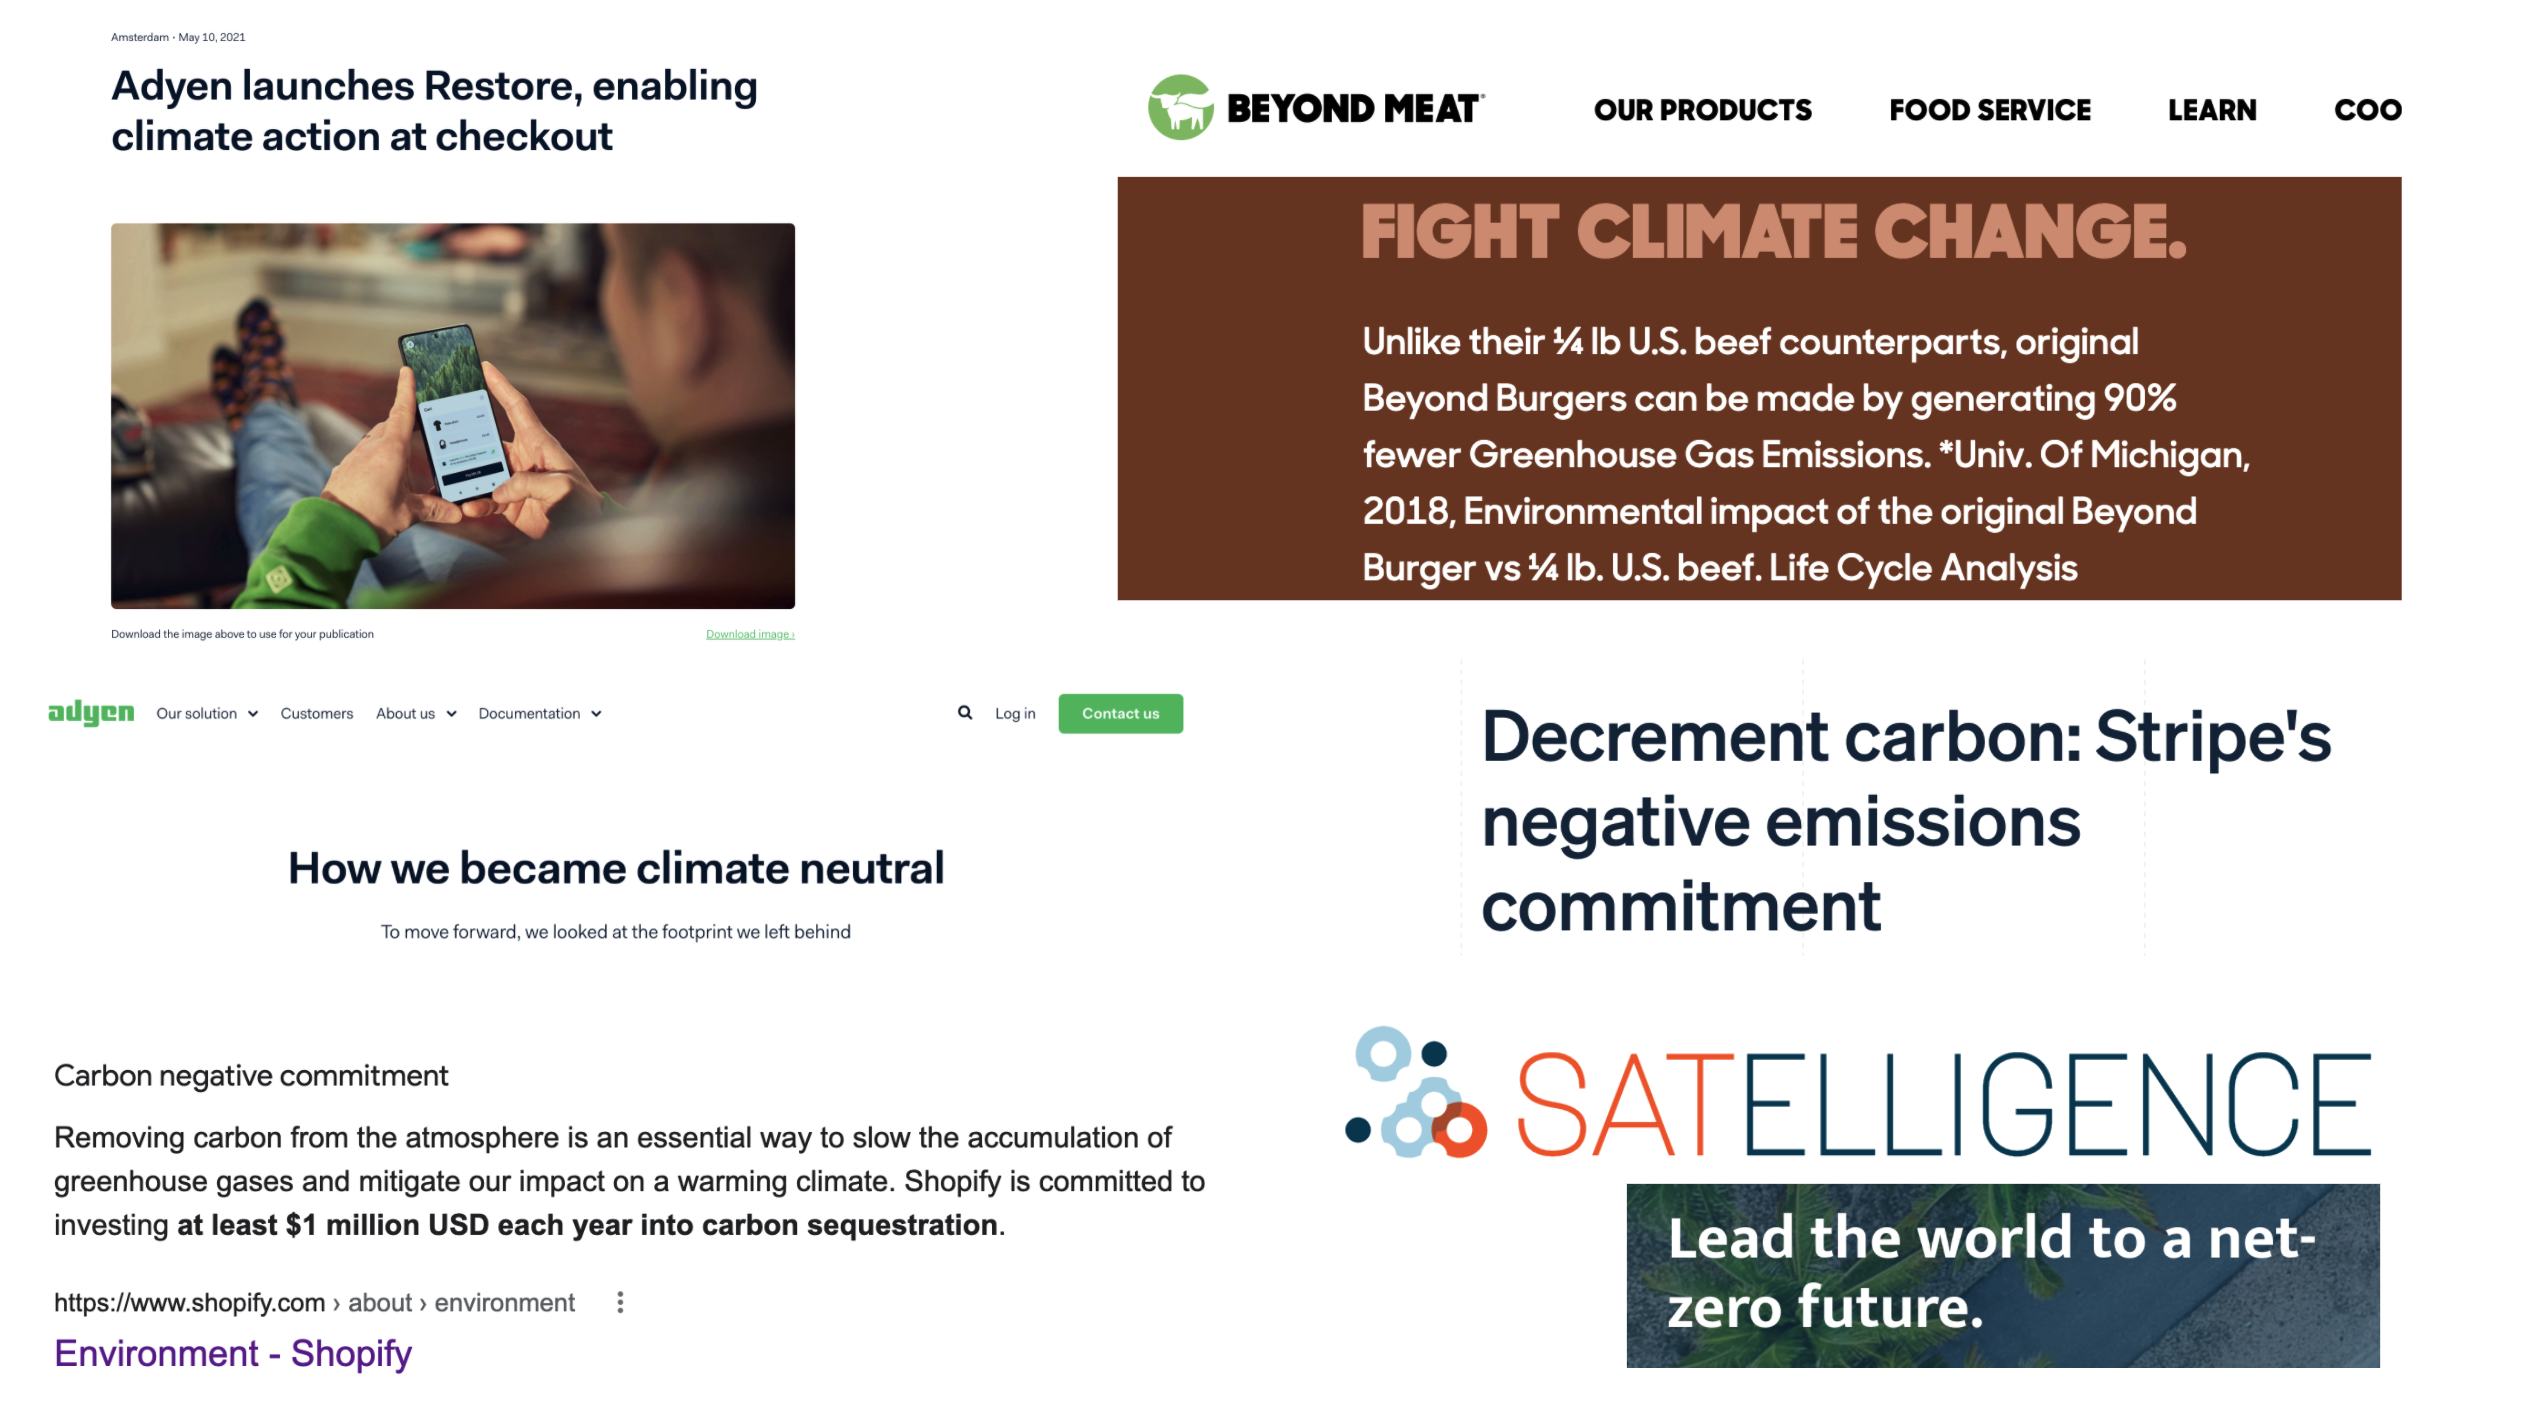 Amsterdam · May 10, 2021
Adyen launches Restore, enabling
climate action at checkout
Download the image above to use for your publication
Download image ›
BEYOND MEAT®
OUR PRODUCTS
FOOD SERVICE
LEARN
COO
FIGHT CLIMATE CHANGE.
Unlike their ¼ lb U.S. beef counterparts, original
Beyond Burgers can be made by generating 90%
fewer Greenhouse Gas Emissions. *Univ. Of Michigan,
2018, Environmental impact of the original Beyond
Burger vs ¼ lb. U.S. beef. Life Cycle Analysis
adyen
Our solution
Customers
About us
Documentation
Log in
Contact us
How we became climate neutral
To move forward, we looked at the footprint we left behind
Decrement carbon: Stripe's
negative emissions
commitment
Carbon negative commitment
Removing carbon from the atmosphere is an essential way to slow the accumulation of
greenhouse gases and mitigate our impact on a warming climate. Shopify is committed to
investing at least $1 million USD each year into carbon sequestration.
https://www.shopify.com › about › environment
Environment - Shopify
SATELLIGENCE
Lead the world to a net-
zero future.